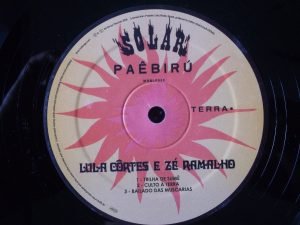 SOLAR
PAÊBIRÚ
TERRA
LULA CÔRTES E ZÉ RAMALHO
1 - TRILHA DE SUMÉ
2 - CULTO À TERRA
3 - BAILADO DAS MUSCARIAS